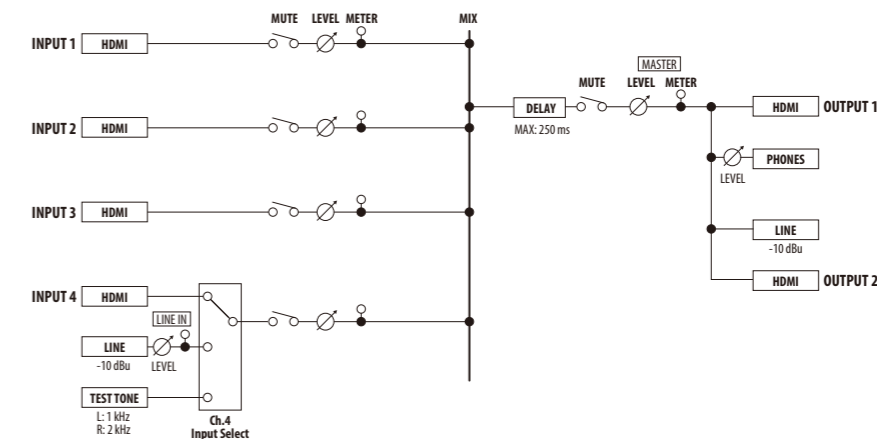 MUTE LEVEL METER MIX
INPUT 1 HDMI
MASTER
MUTE LEVEL METER
DELAY HDMI OUTPUT 1
MAX: 250 ms
INPUT 2 HDMI
PHONES
LEVEL
INPUT 3 HDMI
LINE
-10 dBu
HDMI OUTPUT 2
INPUT 4 HDMI
LINE IN
LINE
-10 dBu LEVEL
TEST TONE
L: 1 kHz
R: 2 kHz
Ch.4
Input Select